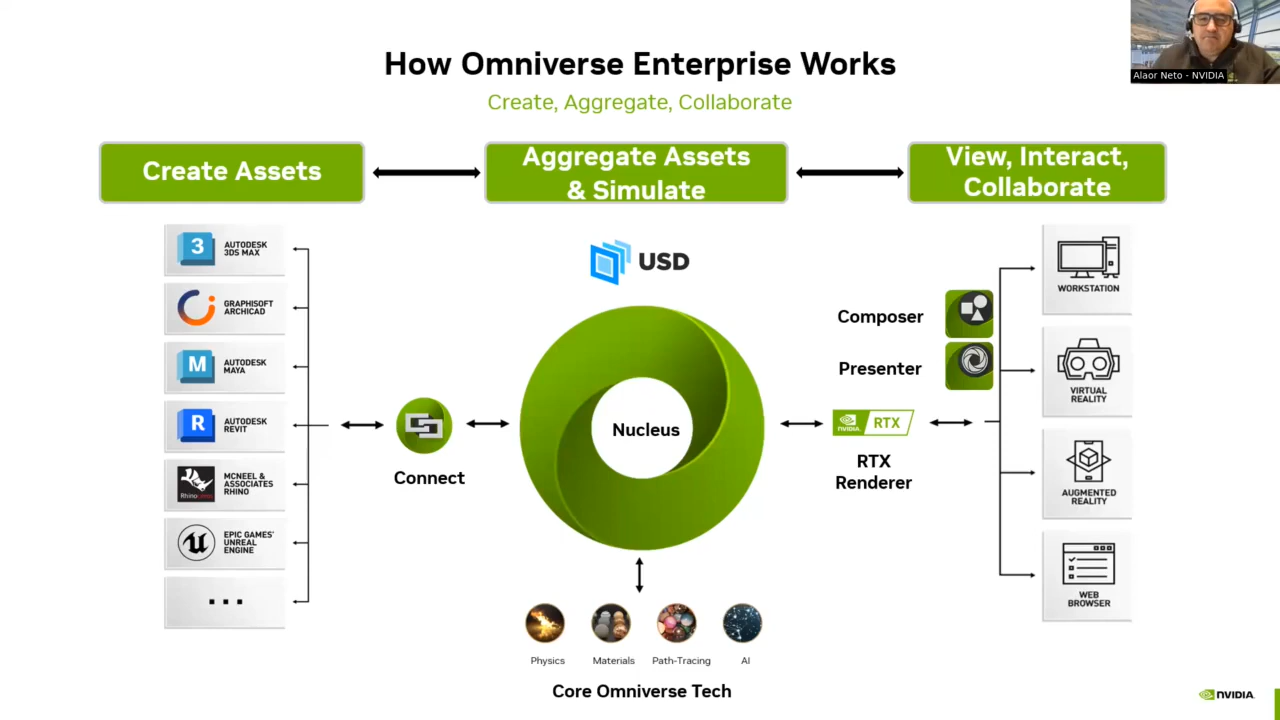 How Omniverse Enterprise Works
Create, Aggregate, Collaborate
Alaor Neto - NVIDIA
Create Assets
Aggregate Assets
& Simulate
View, Interact,
Collaborate
3
AUTODESK
3DS MAX
GRAPHISOFT
ARCHICAD
M
AUTODESK
MAYA
R
AUTODESK
REVIT
Rhinoceros
MCNEEL &
ASSOCIATES
RHINO
EPIC GAMES'
UNREAL
ENGINE
...
Connect
USD
Nucleus
Physics
Materials
Path-Tracing
AI
Core Omniverse Tech
Composer
Presenter
NVIDIA. RTX
RTX
Renderer
WORKSTATION
VIRTUAL
REALITY
AUGMENTED
REALITY
WEB
BROWSER
NVIDIA.